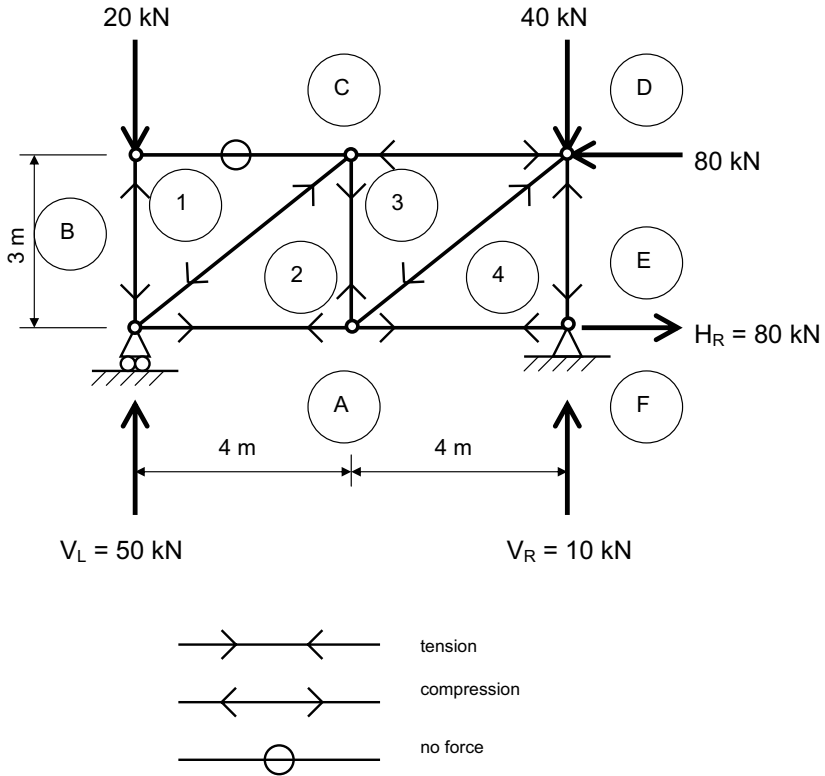 20 kN
40 kN
C
D
80 kN
1
3
B
3 m
2
4
E
H_R = 80 kN
A
F
4 m
4 m
V_L = 50 kN
V_R = 10 kN
tension
compression
no force